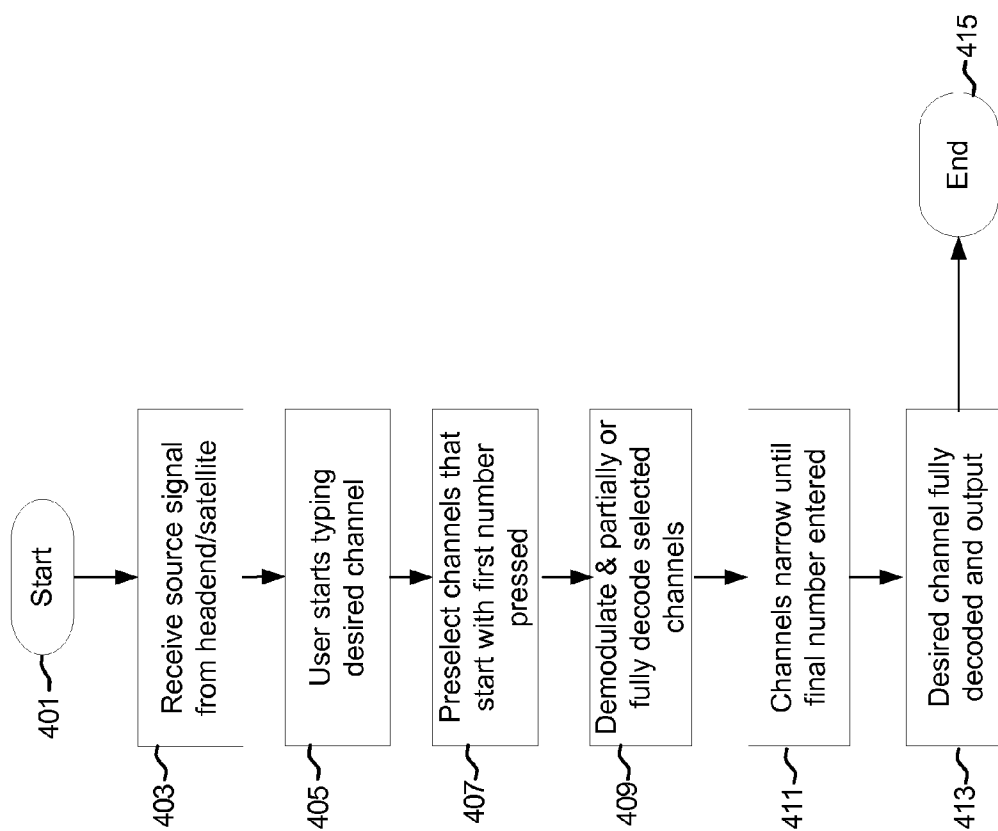 Start
401
Receive source signal
from headend/satellite
403
User starts typing
desired channel
405
Preselect channels that
start with first number
pressed
407
Demodulate & partially or
fully decode selected
channels
409
Channels narrow until
final number entered
411
Desired channel fully
decoded and output
413
End
415